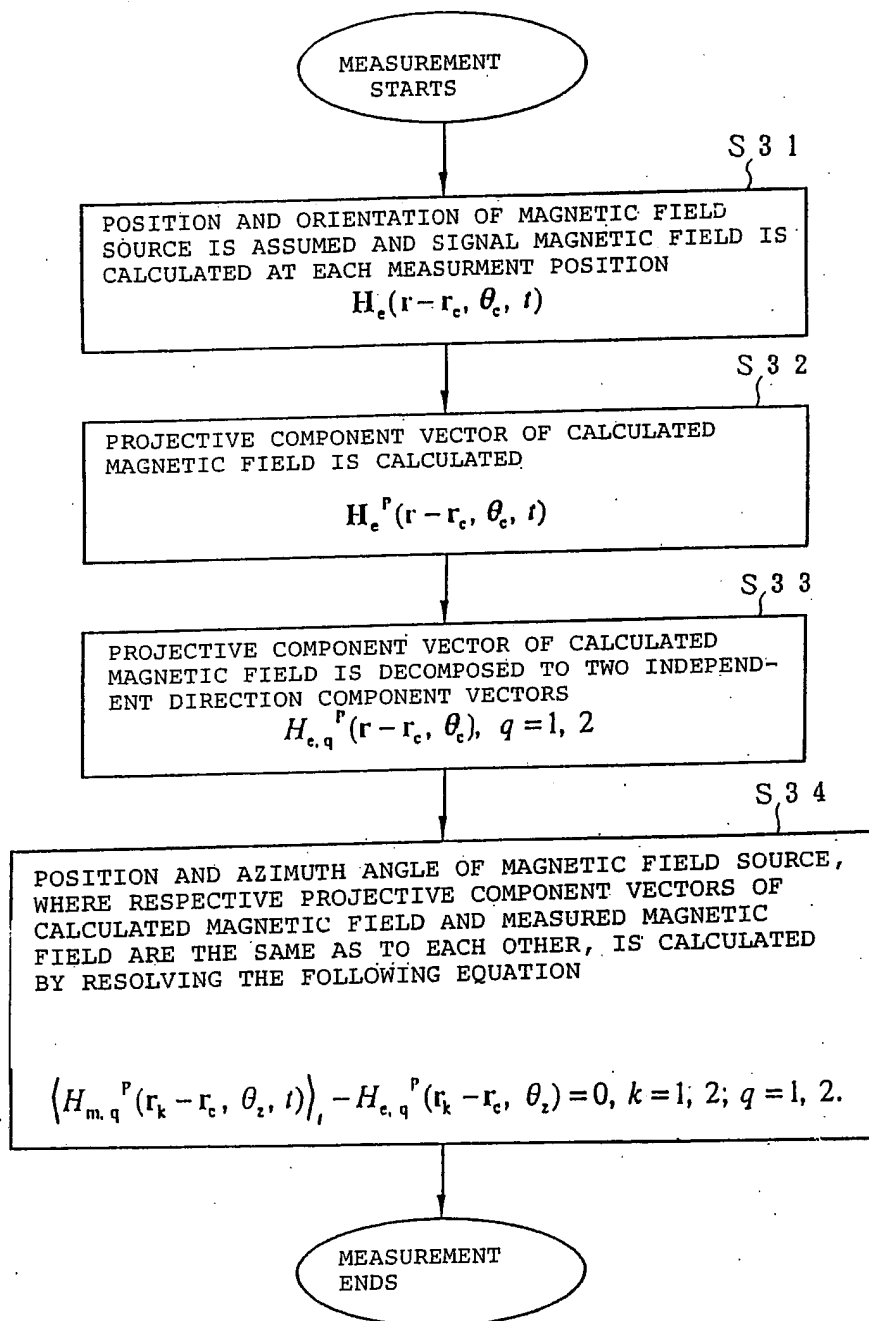 MEASUREMENT
STARTS
S 3 1
POSITION AND ORIENTATION OF MAGNETIC FIELD
SOURCE IS ASSUMED AND SIGNAL MAGNETIC FIELD IS
CALCULATED AT EACH MEASURMENT POSITION
H_e(r−r_c, θ_c, t)
S 3 2
PROJECTIVE COMPONENT VECTOR OF CALCULATED
MAGNETIC FIELD IS CALCULATED
H_e^P(r−r_c, θ_c, t)
S 3 3
PROJECTIVE COMPONENT VECTOR OF CALCULATED
MAGNETIC FIELD IS DECOMPOSED TO TWO INDEPEND-
ENT DIRECTION COMPONENT VECTORS
H_{e,q}^P(r−r_c, θ_c), q=1, 2
S 3 4
POSITION AND AZIMUTH ANGLE OF MAGNETIC FIELD SOURCE,
WHERE RESPECTIVE PROJECTIVE COMPONENT VECTORS OF
CALCULATED MAGNETIC FIELD AND MEASURED MAGNETIC
FIELD ARE THE SAME AS TO EACH OTHER, IS CALCULATED
BY RESOLVING THE FOLLOWING EQUATION
⟨H_{m,q}^P(r_k−r_c, θ_z, t)⟩_t−H_{e,q}^P(r_k−r_c, θ_z)=0, k=1, 2; q=1, 2.
MEASUREMENT
ENDS